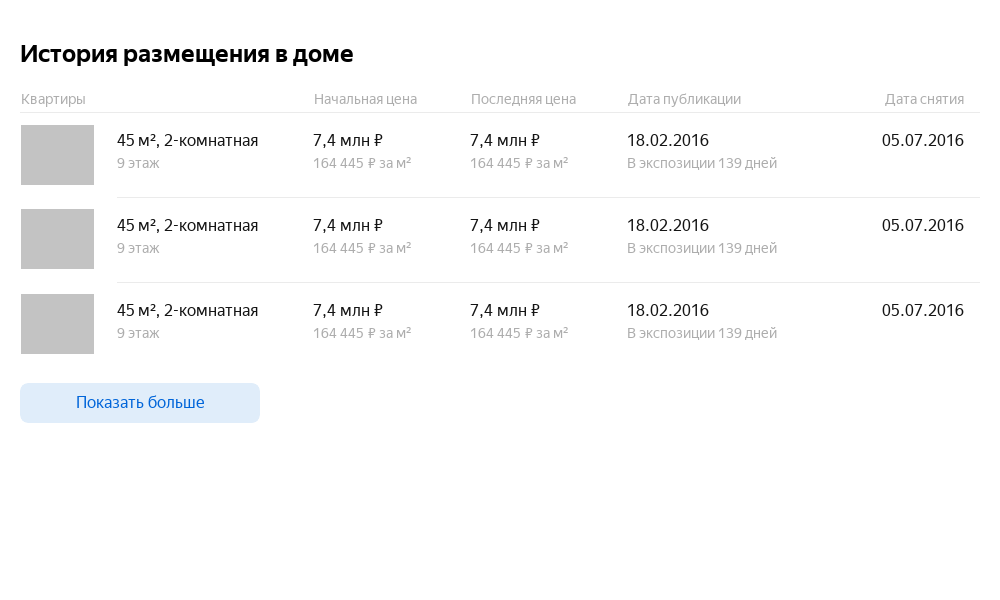 История размещения в доме
Квартиры Начальная цена Последняя цена Дата публикации Дата снятия
45 м², 2-комнатная 7,4 млн ₽ 7,4 млн ₽ 18.02.2016 05.07.2016
9 этаж 164 445 ₽ за м² 164 445 ₽ за м² В экспозиции 139 дней
45 м², 2-комнатная 7,4 млн ₽ 7,4 млн ₽ 18.02.2016 05.07.2016
9 этаж 164 445 ₽ за м² 164 445 ₽ за м² В экспозиции 139 дней
45 м², 2-комнатная 7,4 млн ₽ 7,4 млн ₽ 18.02.2016 05.07.2016
9 этаж 164 445 ₽ за м² 164 445 ₽ за м² В экспозиции 139 дней
Показать больше